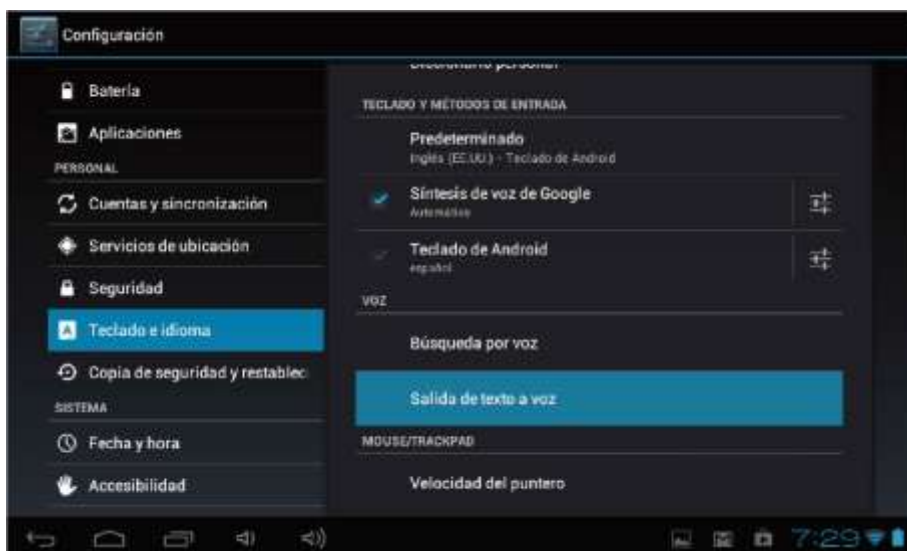 Configuración
Batería
Aplicaciones
PERSONAL
Cuentas y sincronización
Servicios de ubicación
Seguridad
A Teclado e idioma
Copia de seguridad y restablec
SISTEMA
Fecha y hora
Accesibilidad
Diccionario personal
TECLADO Y MÉTODOS DE ENTRADA
Predeterminado
Inglés (EE.UU.) - Teclado de Android
Síntesis de voz de Google
Automático
Teclado de Android
español
VOZ
Búsqueda por voz
Salida de texto a voz
MOUSE/TRACKPAD
Velocidad del puntero
7:29